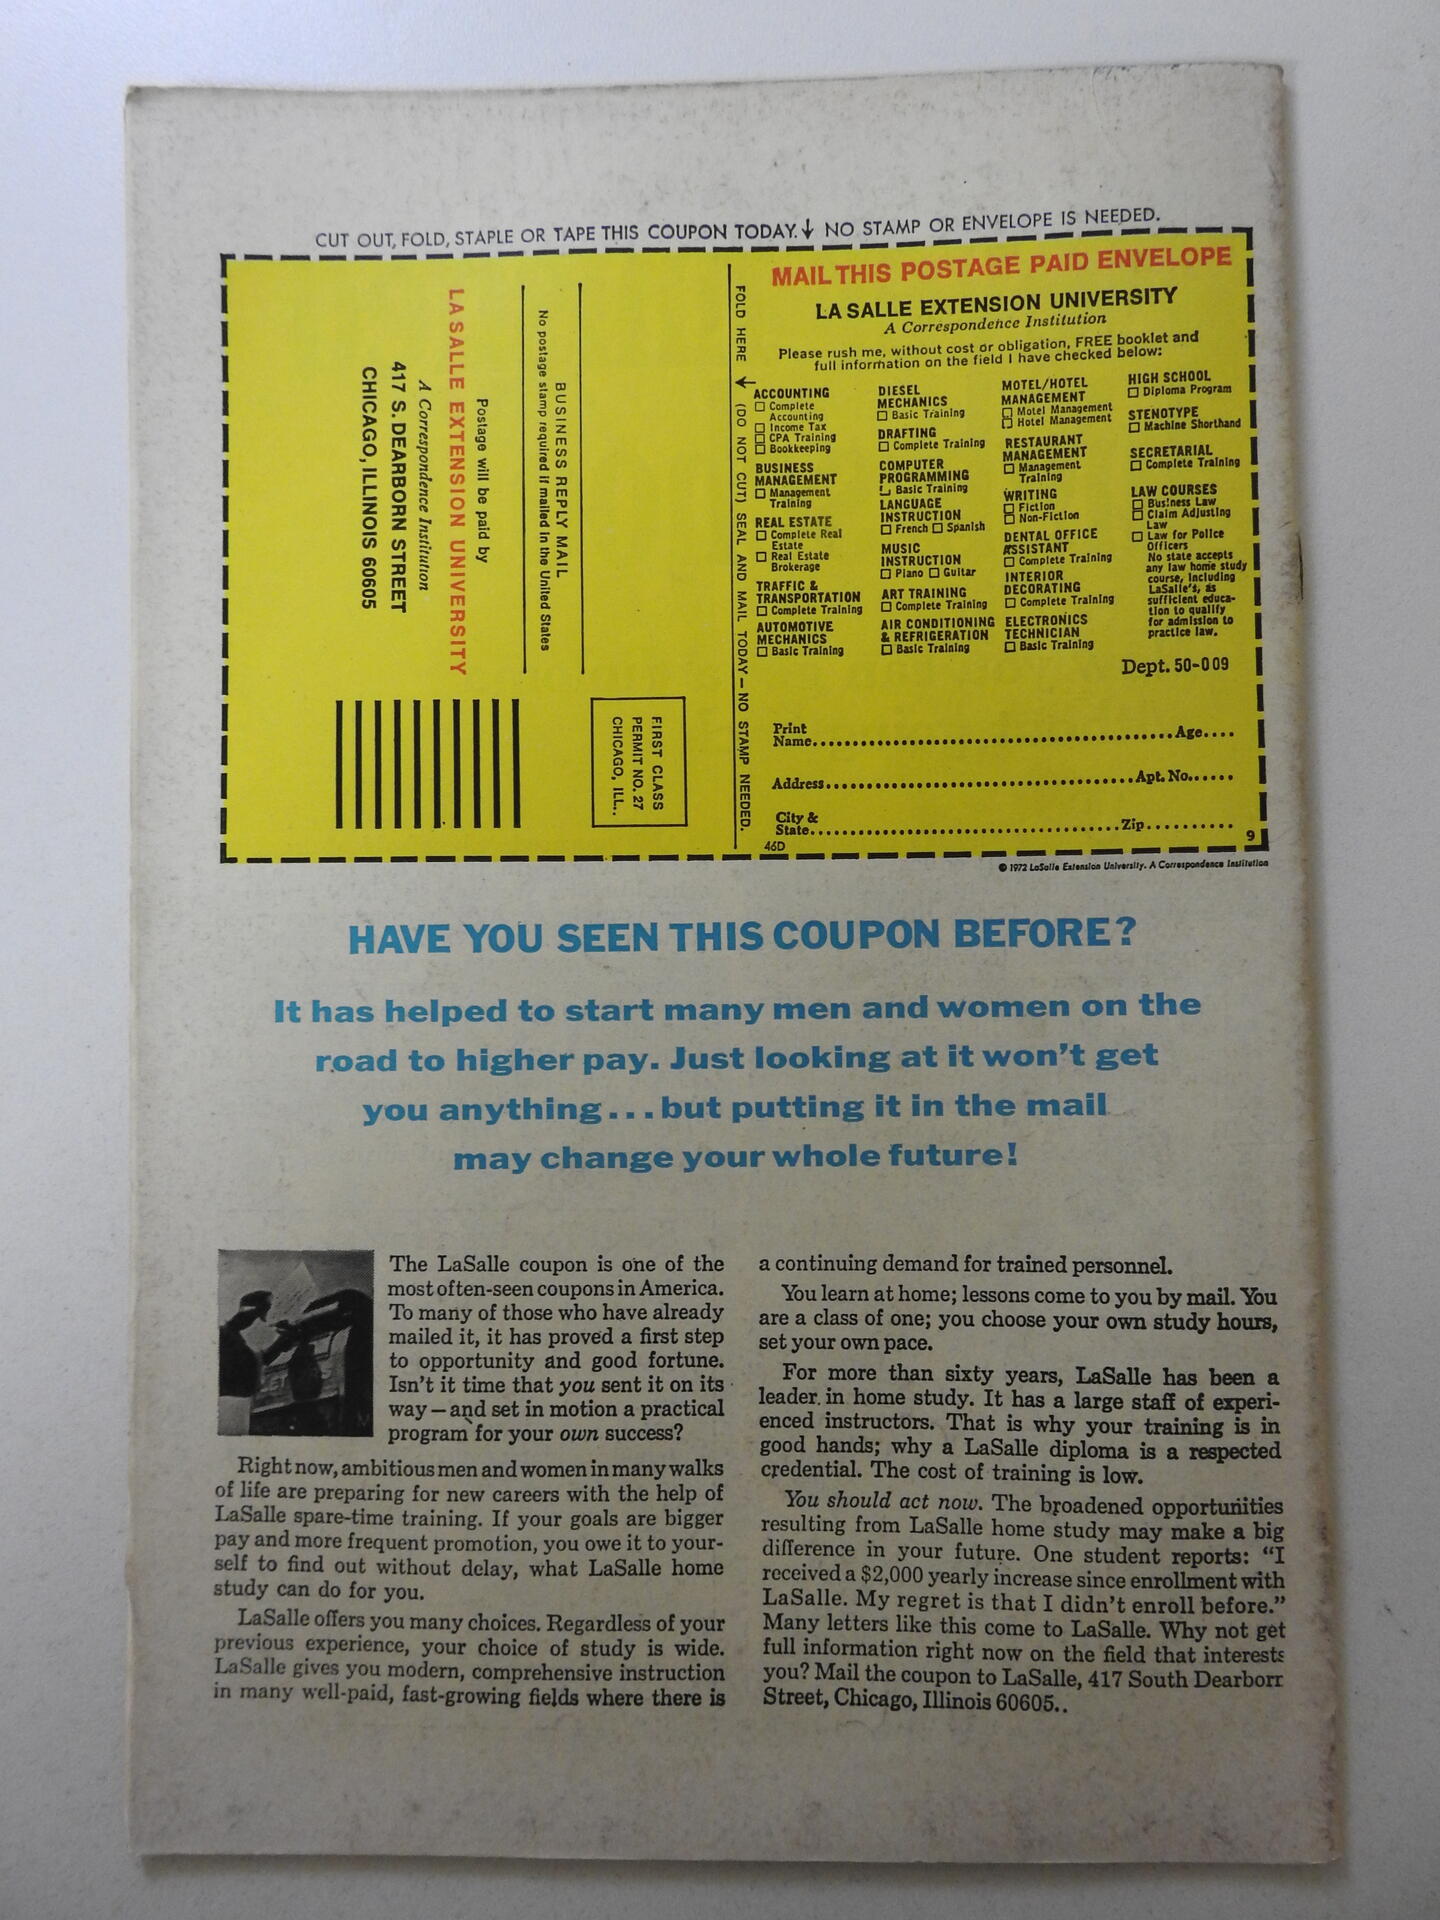 CUT OUT, FOLD, STAPLE OR TAPE THIS COUPON TODAY.↓ NO STAMP OR ENVELOPE IS NEEDED.
FIRST CLASS
PERMIT NO. 27
CHICAGO, ILL..
BUSINESS REPLY MAIL
No postage stamp required if mailed in the United States
Postage will be paid by
LA SALLE EXTENSION UNIVERSITY
A Correspondence Institution
417 S. DEARBORN STREET
CHICAGO, ILLINOIS 60605
FOLD HERE ↓ (DO NOT CUT) SEAL AND MAIL TODAY — NO STAMP NEEDED.
MAIL THIS POSTAGE PAID ENVELOPE
LA SALLE EXTENSION UNIVERSITY
A Correspondence Institution
Please rush me, without cost or obligation, FREE booklet and
full information on the field I have checked below:
ACCOUNTING
☐ Complete
Accounting
☐ Income Tax
☐ CPA Training
☐ Bookkeeping
BUSINESS
MANAGEMENT
☐ Management
Training
REAL ESTATE
☐ Complete Real
Estate
☐ Real Estate
Brokerage
TRAFFIC &
TRANSPORTATION
☐ Complete Training
AUTOMOTIVE
MECHANICS
☐ Basic Training
DIESEL
MECHANICS
☐ Basic Training
DRAFTING
☐ Complete Training
COMPUTER
PROGRAMMING
☐ Basic Training
LANGUAGE
INSTRUCTION
☐ French ☐ Spanish
MUSIC
INSTRUCTION
☐ Piano ☐ Guitar
ART TRAINING
☐ Complete Training
AIR CONDITIONING
& REFRIGERATION
☐ Basic Training
MOTEL/HOTEL
MANAGEMENT
☐ Motel Management
☐ Hotel Management
RESTAURANT
MANAGEMENT
☐ Management
Training
WRITING
☐ Fiction
☐ Non-Fiction
DENTAL OFFICE
ASSISTANT
☐ Complete Training
INTERIOR
DECORATING
☐ Complete Training
ELECTRONICS
TECHNICIAN
☐ Basic Training
HIGH SCHOOL
☐ Diploma Program
STENOTYPE
☐ Machine Shorthand
SECRETARIAL
☐ Complete Training
LAW COURSES
☐ Business Law
☐ Claim Adjusting
Law
☐ Law for Police
Officers
No state accepts
any law home study
course, including
LaSalle's, as
sufficient educa-
tion to qualify
for admission to
practice law.
Dept. 50-009
Print
Name..........Age....
Address..........Apt. No......
City &
State..........Zip..........
46D 9
© 1972 LaSalle Extension University. A Correspondence Institution
HAVE YOU SEEN THIS COUPON BEFORE?
It has helped to start many men and women on the
road to higher pay. Just looking at it won't get
you anything...but putting it in the mail
may change your whole future!
The LaSalle coupon is one of the
most often-seen coupons in America.
To many of those who have already
mailed it, it has proved a first step
to opportunity and good fortune.
Isn't it time that you sent it on its
way—and set in motion a practical
program for your own success?
Right now, ambitious men and women in many walks
of life are preparing for new careers with the help of
LaSalle spare-time training. If your goals are bigger
pay and more frequent promotion, you owe it to your-
self to find out without delay, what LaSalle home
study can do for you.
LaSalle offers you many choices. Regardless of your
previous experience, your choice of study is wide.
LaSalle gives you modern, comprehensive instruction
in many well-paid, fast-growing fields where there is
a continuing demand for trained personnel.
You learn at home; lessons come to you by mail. You
are a class of one; you choose your own study hours,
set your own pace.
For more than sixty years, LaSalle has been a
leader in home study. It has a large staff of experi-
enced instructors. That is why your training is in
good hands; why a LaSalle diploma is a respected
credential. The cost of training is low.
You should act now. The broadened opportunities
resulting from LaSalle home study may make a big
difference in your future. One student reports: “I
received a $2,000 yearly increase since enrollment with
LaSalle. My regret is that I didn't enroll before.”
Many letters like this come to LaSalle. Why not get
full information right now on the field that interests
you? Mail the coupon to LaSalle, 417 South Dearborn
Street, Chicago, Illinois 60605..